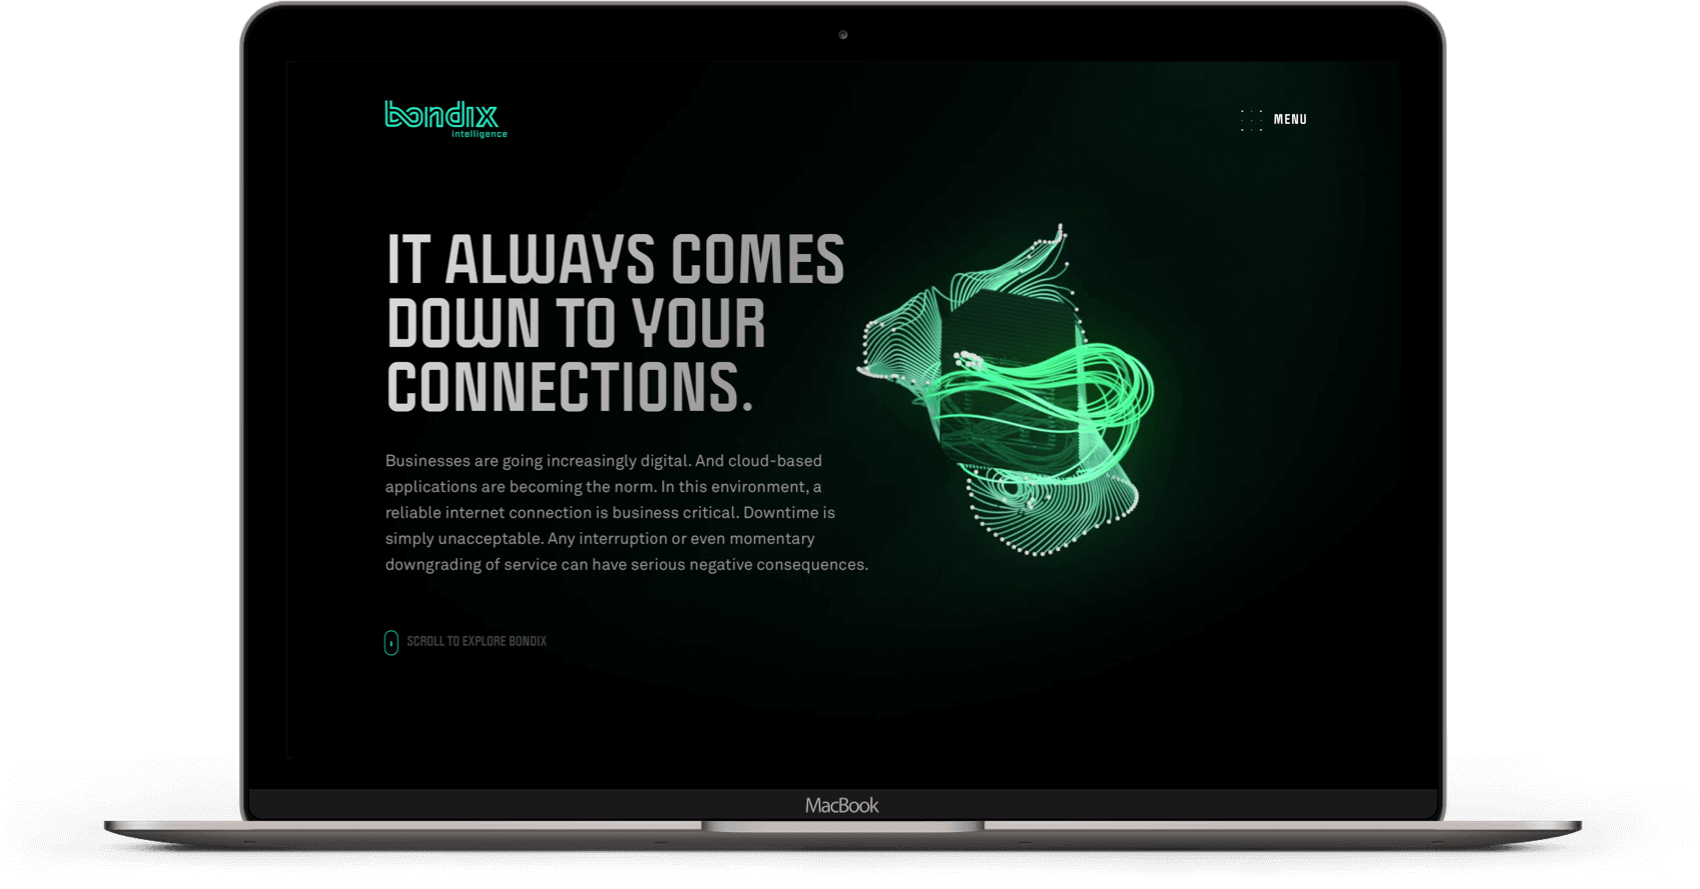 bondix
intelligence
MENU
IT ALWAYS COMES
DOWN TO YOUR
CONNECTIONS.
Businesses are going increasingly digital. And cloud-based
applications are becoming the norm. In this environment, a
reliable internet connection is business critical. Downtime is
simply unacceptable. Any interruption or even momentary
downgrading of service can have serious negative consequences.
SCROLL TO EXPLORE BONDIX
MacBook